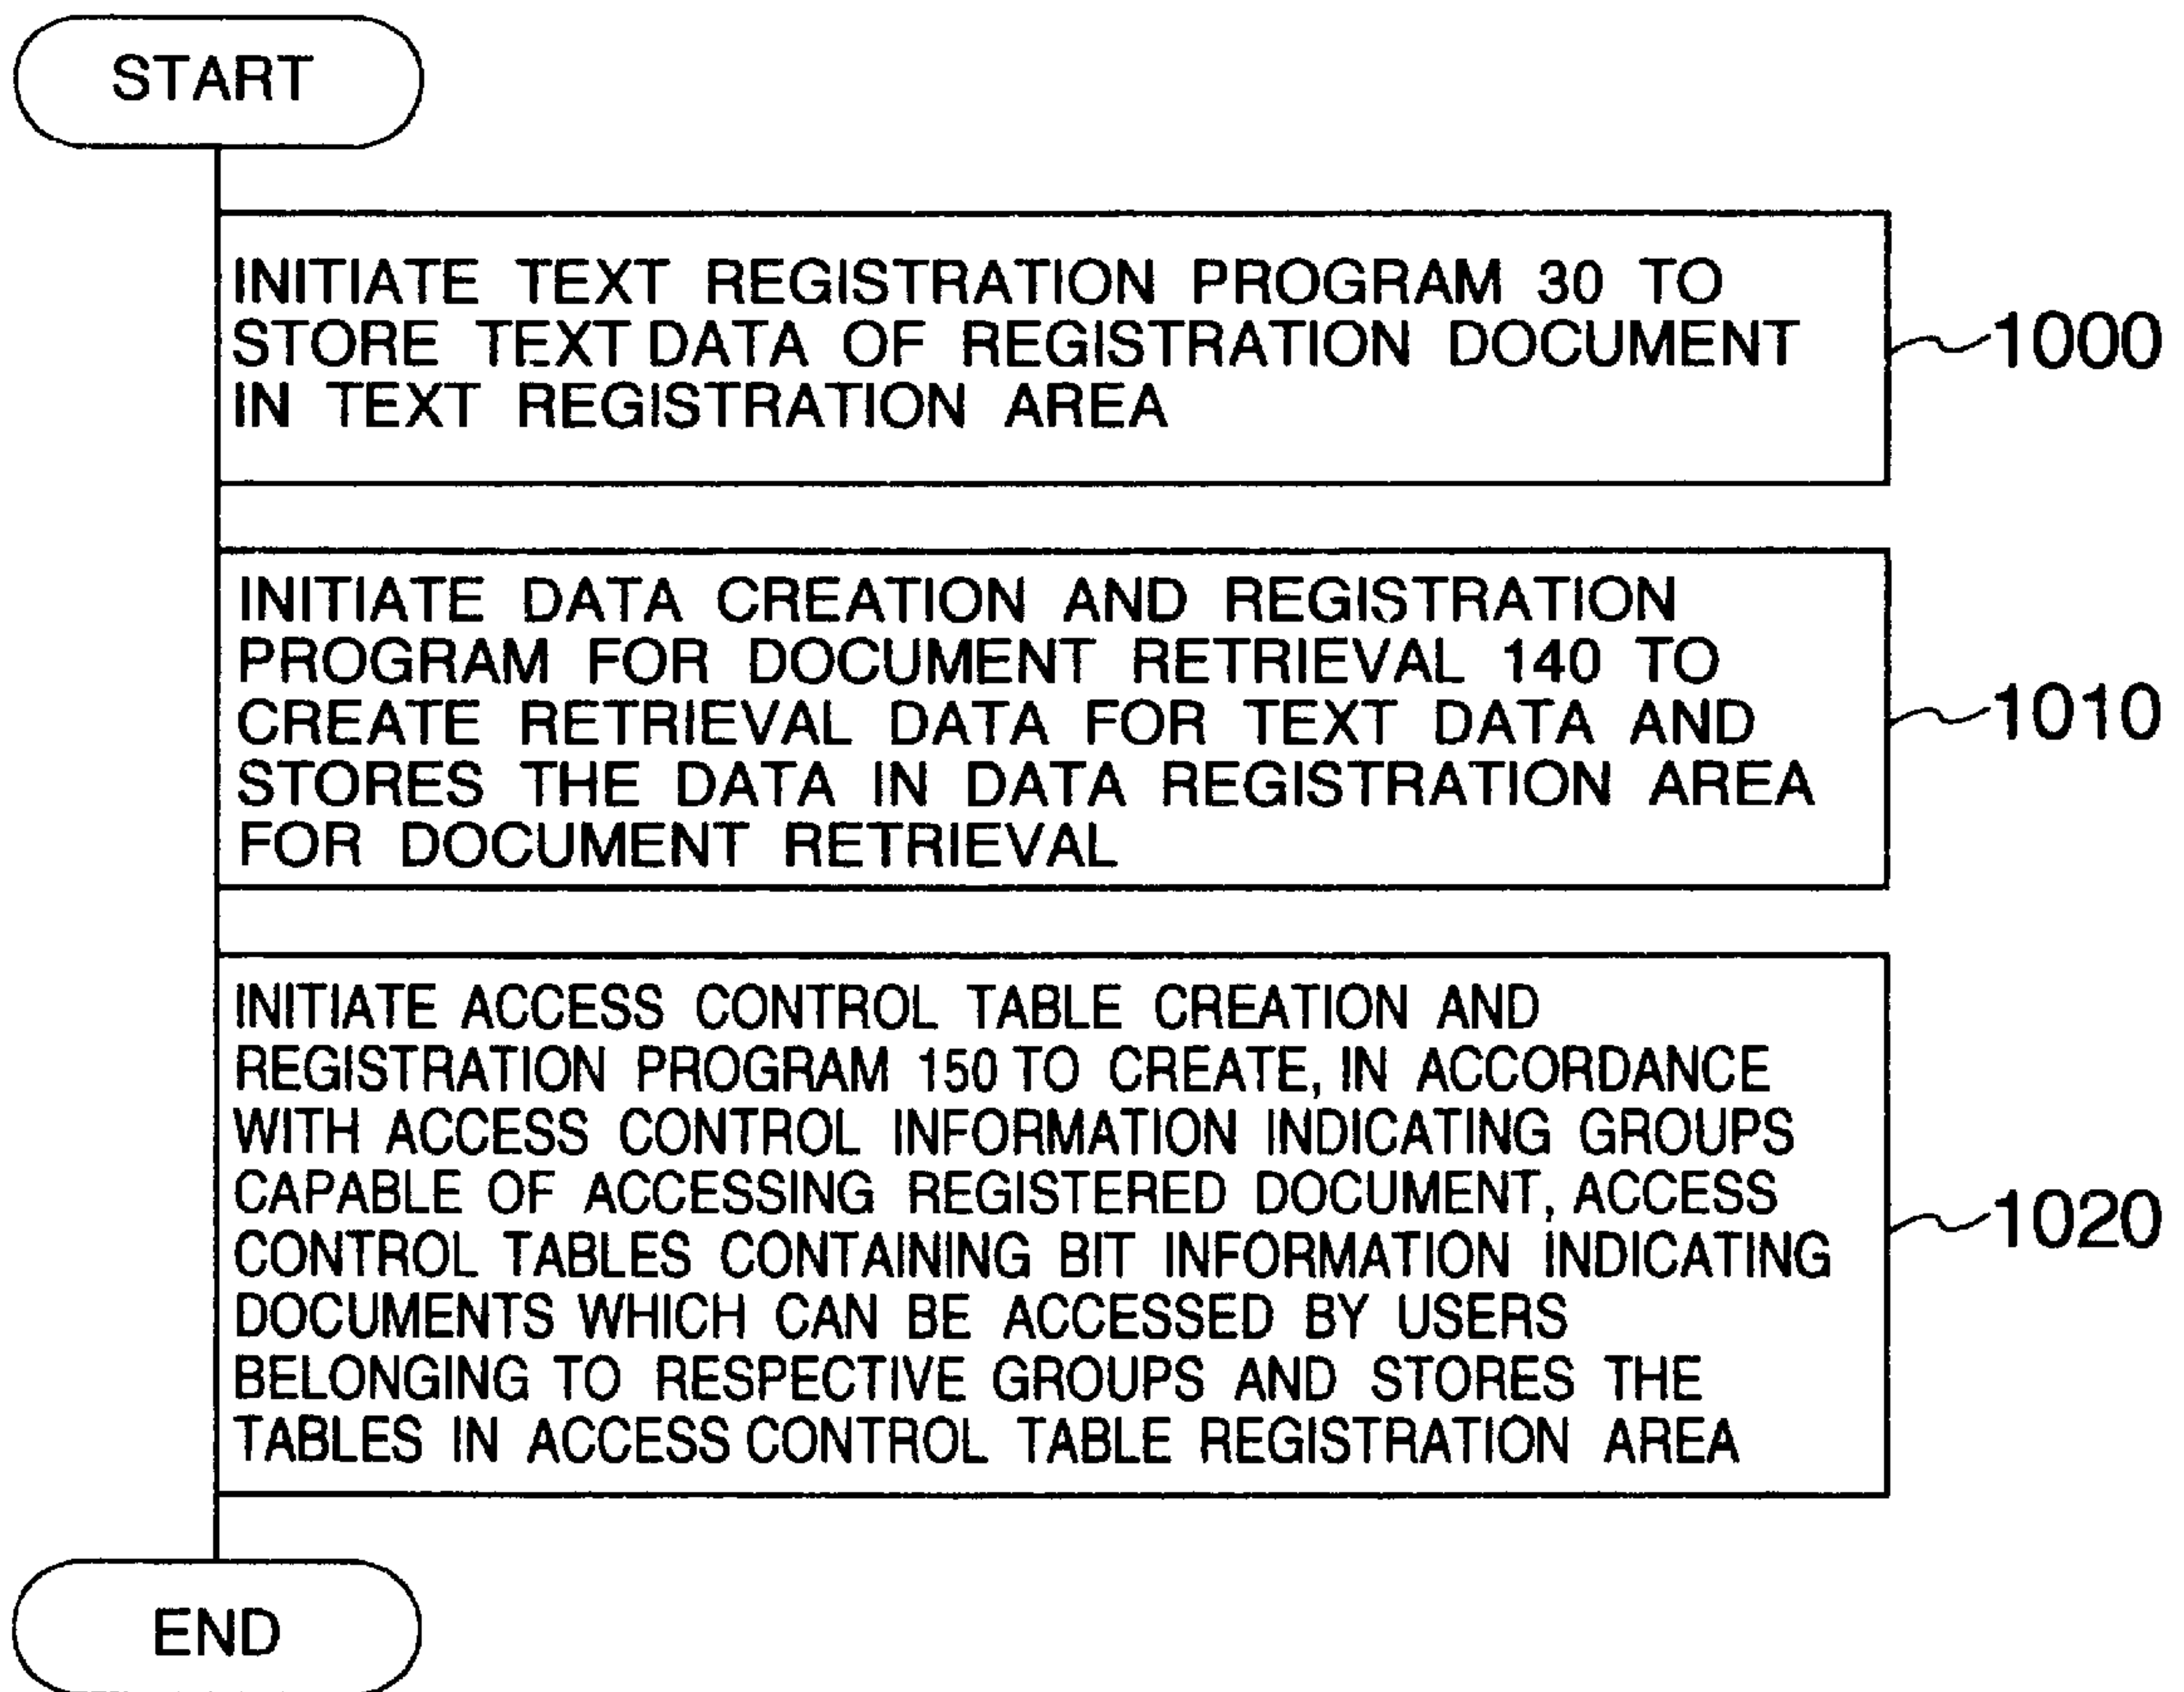 START
INITIATE TEXT REGISTRATION PROGRAM 30 TO
STORE TEXT DATA OF REGISTRATION DOCUMENT
IN TEXT REGISTRATION AREA
1000
INITIATE DATA CREATION AND REGISTRATION
PROGRAM FOR DOCUMENT RETRIEVAL 140 TO
CREATE RETRIEVAL DATA FOR TEXT DATA AND
STORES THE DATA IN DATA REGISTRATION AREA
FOR DOCUMENT RETRIEVAL
1010
INITIATE ACCESS CONTROL TABLE CREATION AND
REGISTRATION PROGRAM 150 TO CREATE, IN ACCORDANCE
WITH ACCESS CONTROL INFORMATION INDICATING GROUPS
CAPABLE OF ACCESSING REGISTERED DOCUMENT, ACCESS
CONTROL TABLES CONTAINING BIT INFORMATION INDICATING
DOCUMENTS WHICH CAN BE ACCESSED BY USERS
BELONGING TO RESPECTIVE GROUPS AND STORES THE
TABLES IN ACCESS CONTROL TABLE REGISTRATION AREA
1020
END